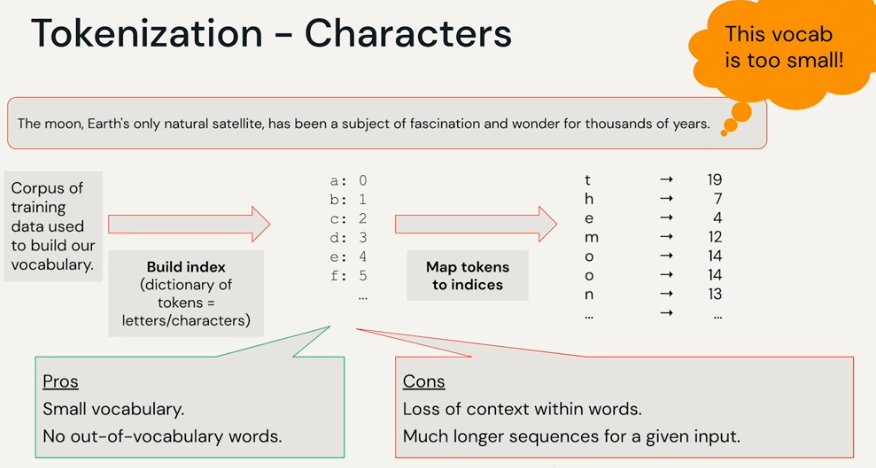 Tokenization - Characters
This vocab
is too small!
The moon, Earth's only natural satellite, has been a subject of fascination and wonder for thousands of years.
Corpus of
training
data used
to build our
vocabulary.
Build index
(dictionary of
tokens =
letters/characters)
a: 0
b: 1
c: 2
d: 3
e: 4
f: 5
…
Map tokens
to indices
t → 19
h → 7
e → 4
m → 12
o → 14
o → 14
n → 13
… → …
Pros
Small vocabulary.
No out-of-vocabulary words.
Cons
Loss of context within words.
Much longer sequences for a given input.